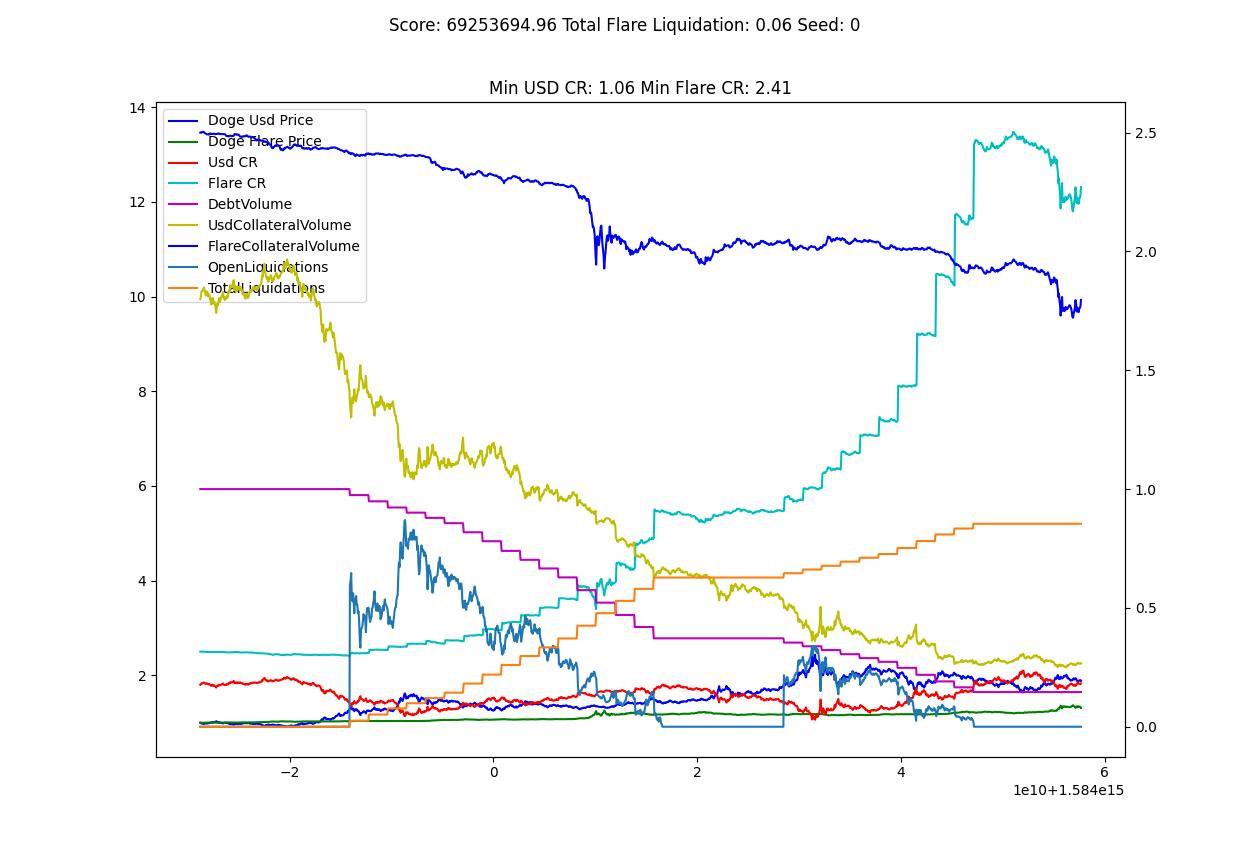 Score: 69253694.96 Total Flare Liquidation: 0.06 Seed: 0
Min USD CR: 1.06 Min Flare CR: 2.41
14
12
10
8
6
4
2
Doge Usd Price
Doge Flare Price
Usd CR
Flare CR
DebtVolume
UsdCollateralVolume
FlareCollateralVolume
OpenLiquidations
TotalLiquidations
2.5
2.0
1.5
1.0
0.5
0.0
−2
0
2
4
6
1e10+1.584e15